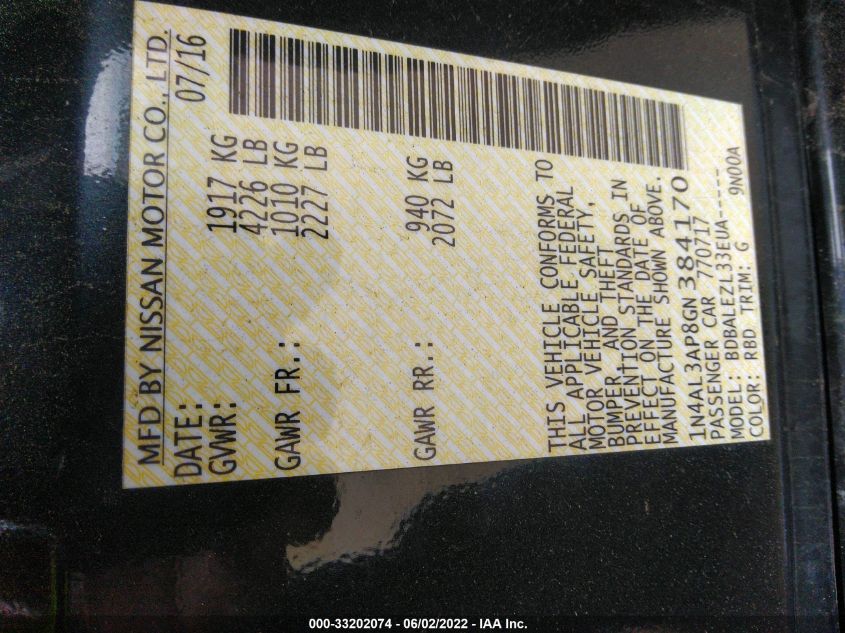 MFD BY NISSAN MOTOR CO., LTD.
DATE: 07/16
GVWR: 1917 KG
4226 LB
GAWR FR.: 1010 KG
2227 LB
GAWR RR.: 940 KG
2072 LB
THIS VEHICLE CONFORMS TO
ALL APPLICABLE FEDERAL
MOTOR VEHICLE SAFETY,
BUMPER AND THEFT
PREVENTION STANDARDS IN
EFFECT ON THE DATE OF
MANUFACTURE SHOWN ABOVE.
1N4AL3AP8GN384170
PASSENGER CAR 770717
MODEL: BDBALEZL33EUA-----
COLOR: RBD TRIM: G 9N00A
000-33202074 - 06/02/2022 - IAA Inc.